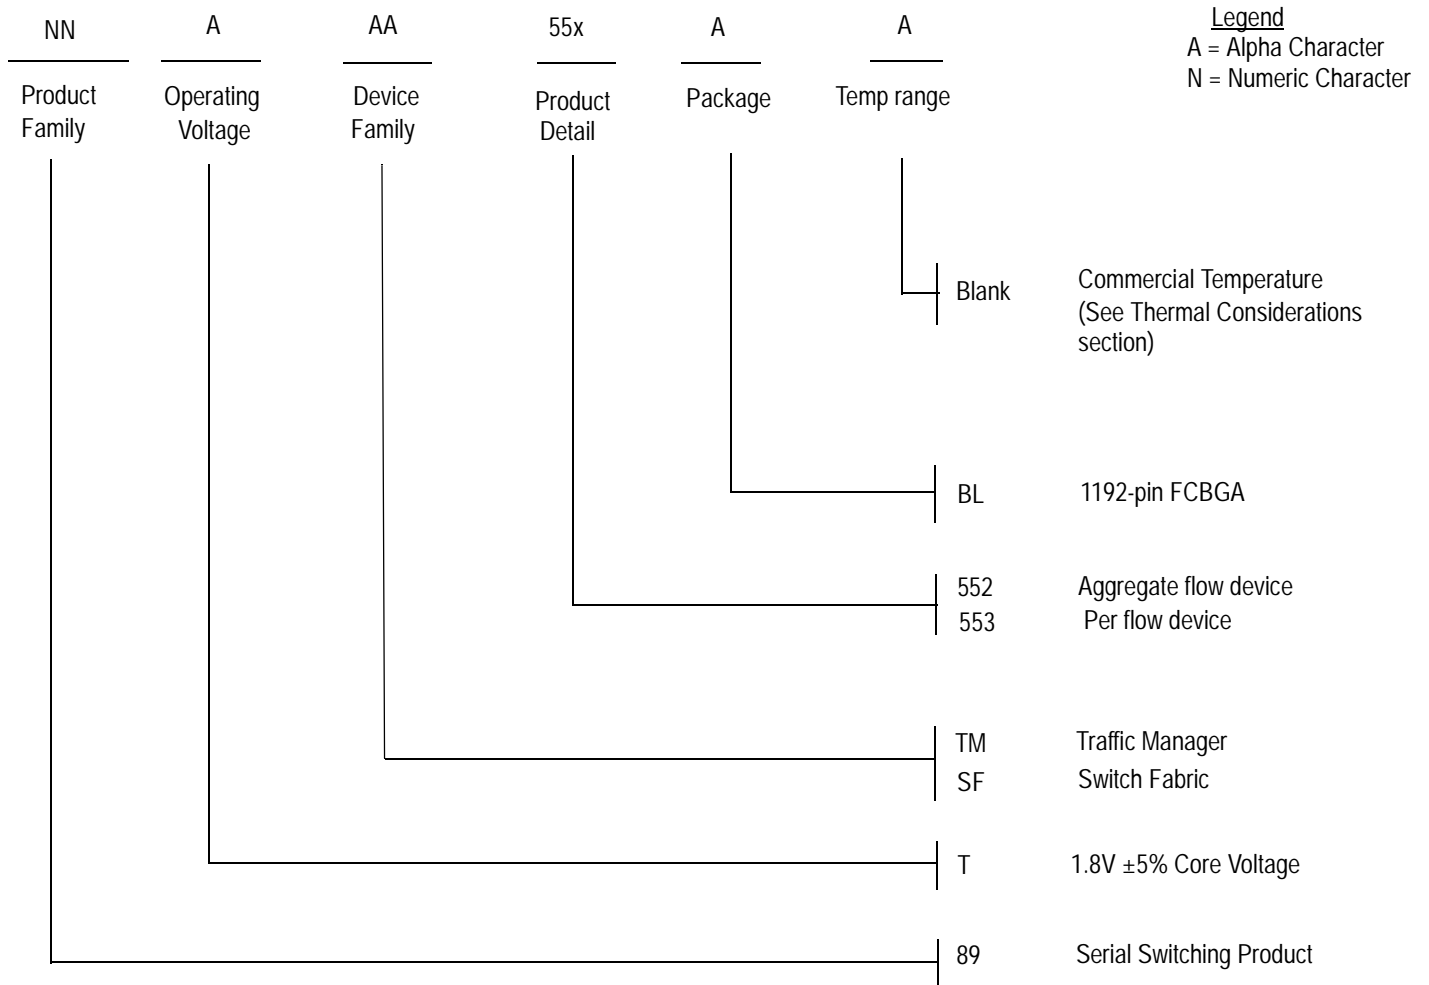 NN A AA 55x A A
Legend
A = Alpha Character
N = Numeric Character
Product
Family
Operating
Voltage
Device
Family
Product
Detail
Package
Temp range
Blank Commercial Temperature
(See Thermal Considerations
section)
BL 1192-pin FCBGA
552 Aggregate flow device
553 Per flow device
TM Traffic Manager
SF Switch Fabric
T 1.8V ±5% Core Voltage
89 Serial Switching Product